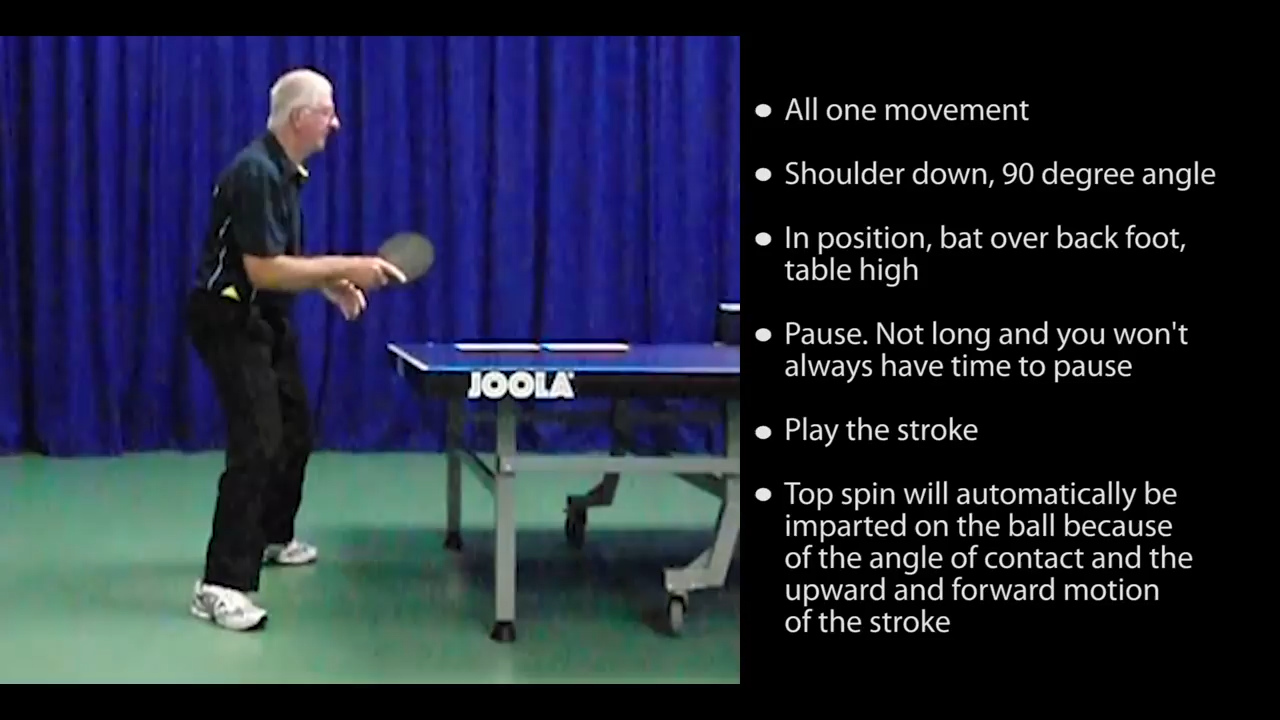 JOOLA
● All one movement
● Shoulder down, 90 degree angle
● In position, bat over back foot,
table high
● Pause. Not long and you won't
always have time to pause
● Play the stroke
● Top spin will automatically be
imparted on the ball because
of the angle of contact and the
upward and forward motion
of the stroke